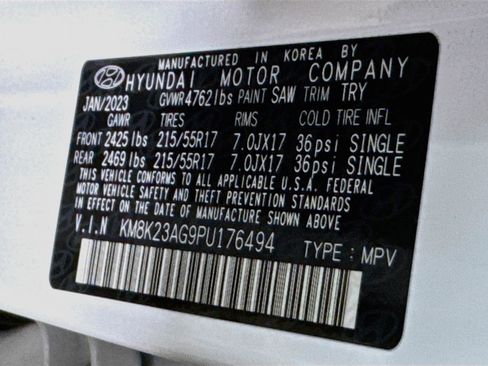 MANUFACTURED IN KOREA BY
HYUNDAI MOTOR COMPANY
JAN/2023 GVWR 4762 lbs PAINT SAW TRIM TRY
GAWR TIRES RIMS COLD TIRE INFL
FRONT 2425 lbs 215/55R17 7.0JX17 36psi SINGLE
REAR 2469 lbs 215/55R17 7.0JX17 36psi SINGLE
THIS VEHICLE CONFORMS TO ALL APPLICABLE U.S.A. FEDERAL
MOTOR VEHICLE SAFETY AND THEFT PREVENTION STANDARDS
IN EFFECT ON THE DATE OF MANUFACTURE SHOWN ABOVE.
V.I.N KM8K23AG9PU176494 TYPE : MPV